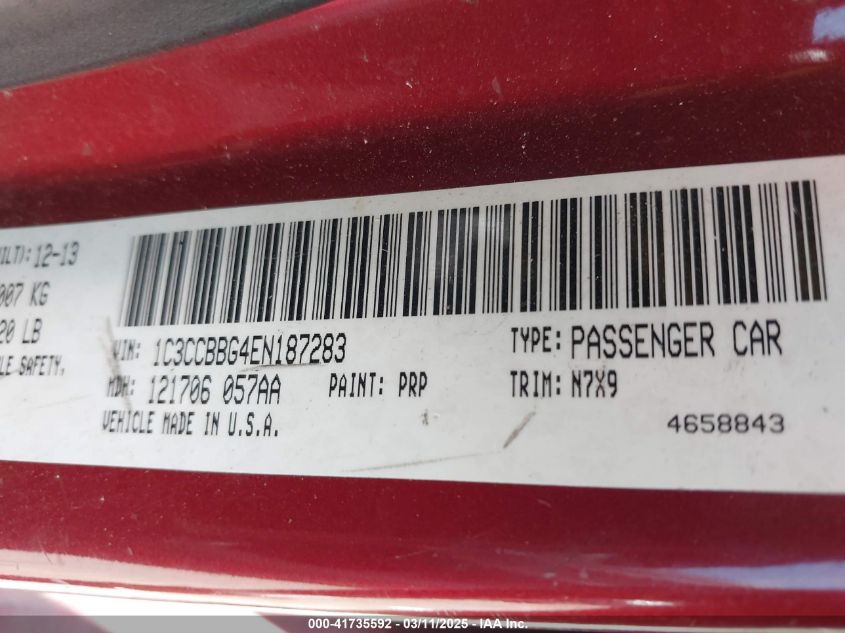 ILT): 12-13
007 KG
20 LB
LE SAFETY.
VIN: 1C3CCBBG4EN187283
TYPE: PASSENGER CAR
MDH: 121706 057AA
PAINT: PRP
TRIM: N7X9
VEHICLE MADE IN U.S.A.
4658843
000-41735592 - 03/11/2025 - IAA Inc.